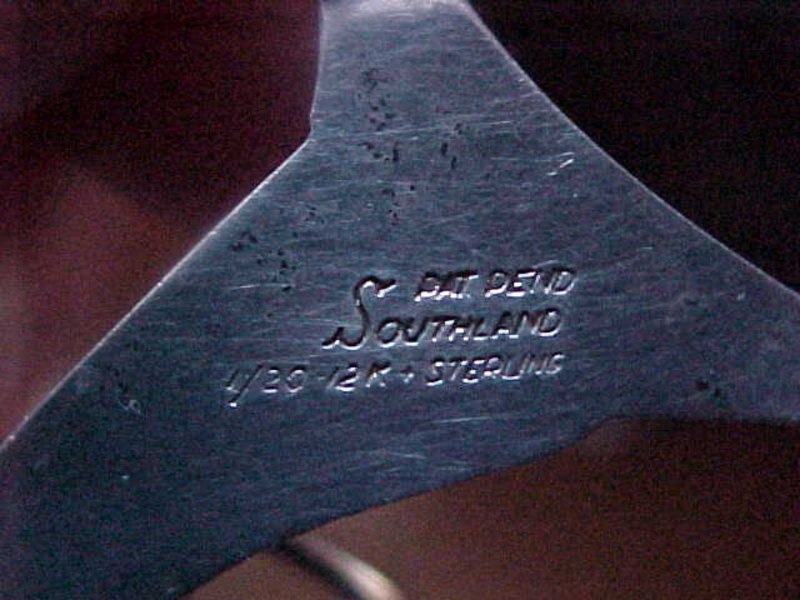 PAT. PEND
SOUTHLAND
1/20 12K + STERLING